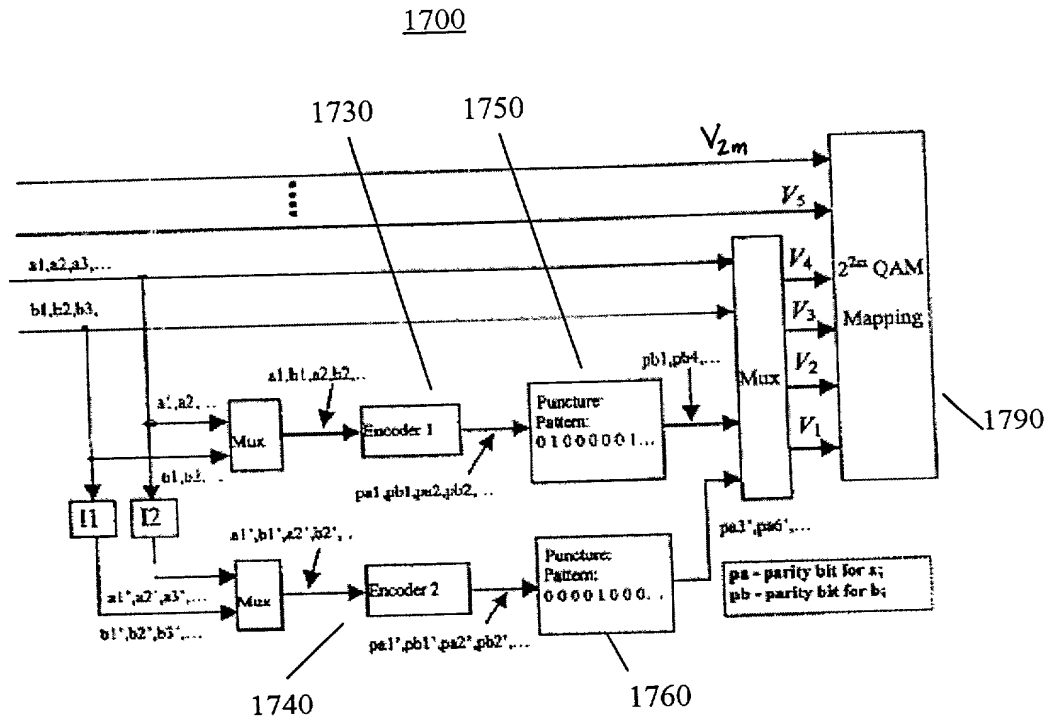 1700
1730
1750
V2m
V5
a1,a2,a3,...
V4
2^2m QAM
b1,b2,b3,
V3
Mapping
pb1,pb4,...
a1,b1,a2,b2,..
Mux
V2
1790
Puncture:
Pattern:
0 1 0 0 0 0 0 1...
a1,a2,...
Mux
Encoder 1
V1
b1,b2,...
pa1,pb1,pa2,pb2,...
I1
I2
a1',b1',a2',b2',..
pa3',pa6',...
Puncture:
Pattern:
0 0 0 0 1 0 0 0 . .
pa - parity bit for a;
pb - parity bit for b;
Mux
Encoder 2
a1',a2',a3',...
b1',b2',b3',...
pa1',pb1',pa2',pb2',...
1740
1760